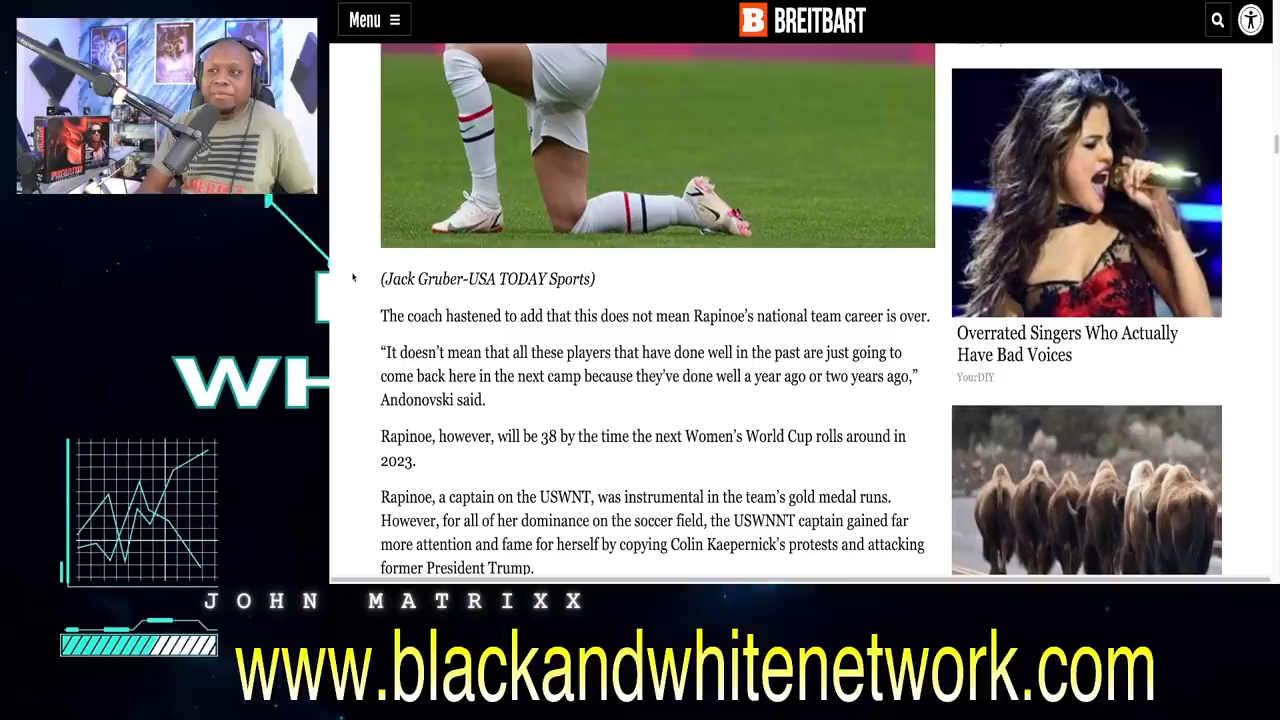 Menu
BREITBART
(Jack Gruber-USA TODAY Sports)
The coach hastened to add that this does not mean Rapinoe’s national team career is over.
“It doesn’t mean that all these players that have done well in the past are just going to
come back here in the next camp because they’ve done well a year ago or two years ago,”
Andonovski said.
Rapinoe, however, will be 38 by the time the next Women’s World Cup rolls around in
2023.
Rapinoe, a captain on the USWNT, was instrumental in the team’s gold medal runs.
However, for all of her dominance on the soccer field, the USWNNT captain gained far
more attention and fame for herself by copying Colin Kaepernick’s protests and attacking
former President Trump.
Overrated Singers Who Actually
Have Bad Voices
YourDIY
WH
JOHN MATRIXX
www.blackandwhitenetwork.com